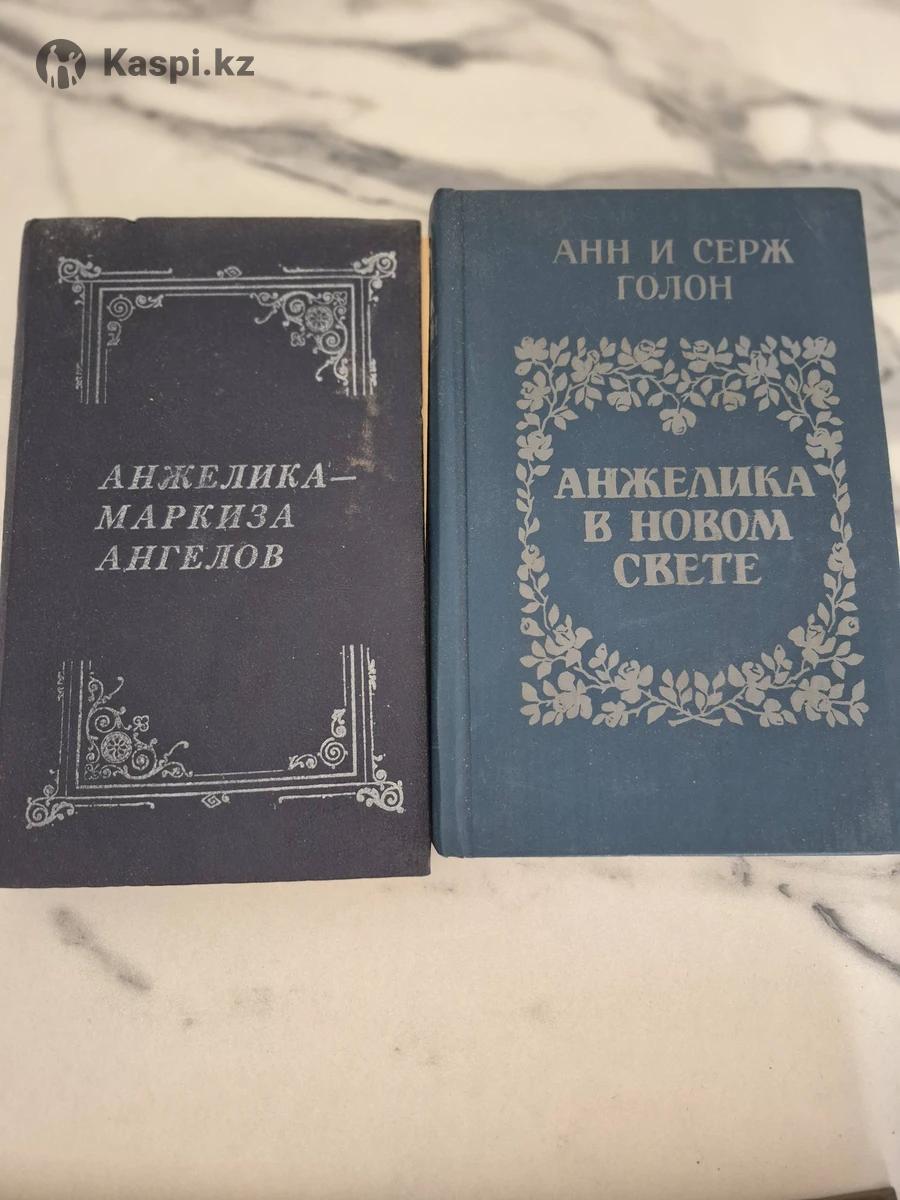 Kaspi.kz
АНЖЕЛИКА—
МАРКИЗА
АНГЕЛОВ
АНН И СЕРЖ
ГОЛОН
АНЖЕЛИКА
В НОВОМ
СВЕТЕ